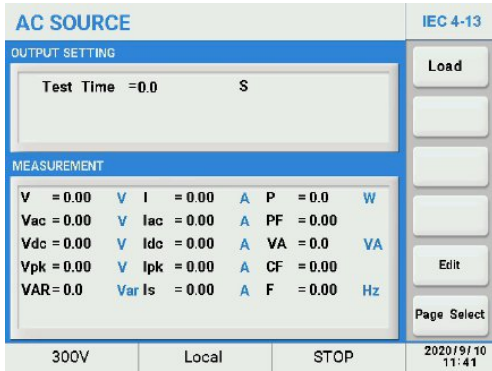 AC SOURCE IEC 4-13
OUTPUT SETTING
Load
Test Time =0.0 S
MEASUREMENT
V = 0.00 V I = 0.00 A P = 0.0 W
Vac = 0.00 V Iac = 0.00 A PF = 0.00
Vdc = 0.00 V Idc = 0.00 A VA = 0.0 VA
Vpk = 0.00 V Ipk = 0.00 A CF = 0.00
Edit
VAR= 0.0 Var Is = 0.00 A F = 0.00 Hz
Page Select
300V Local STOP 2020/9/10
11:41